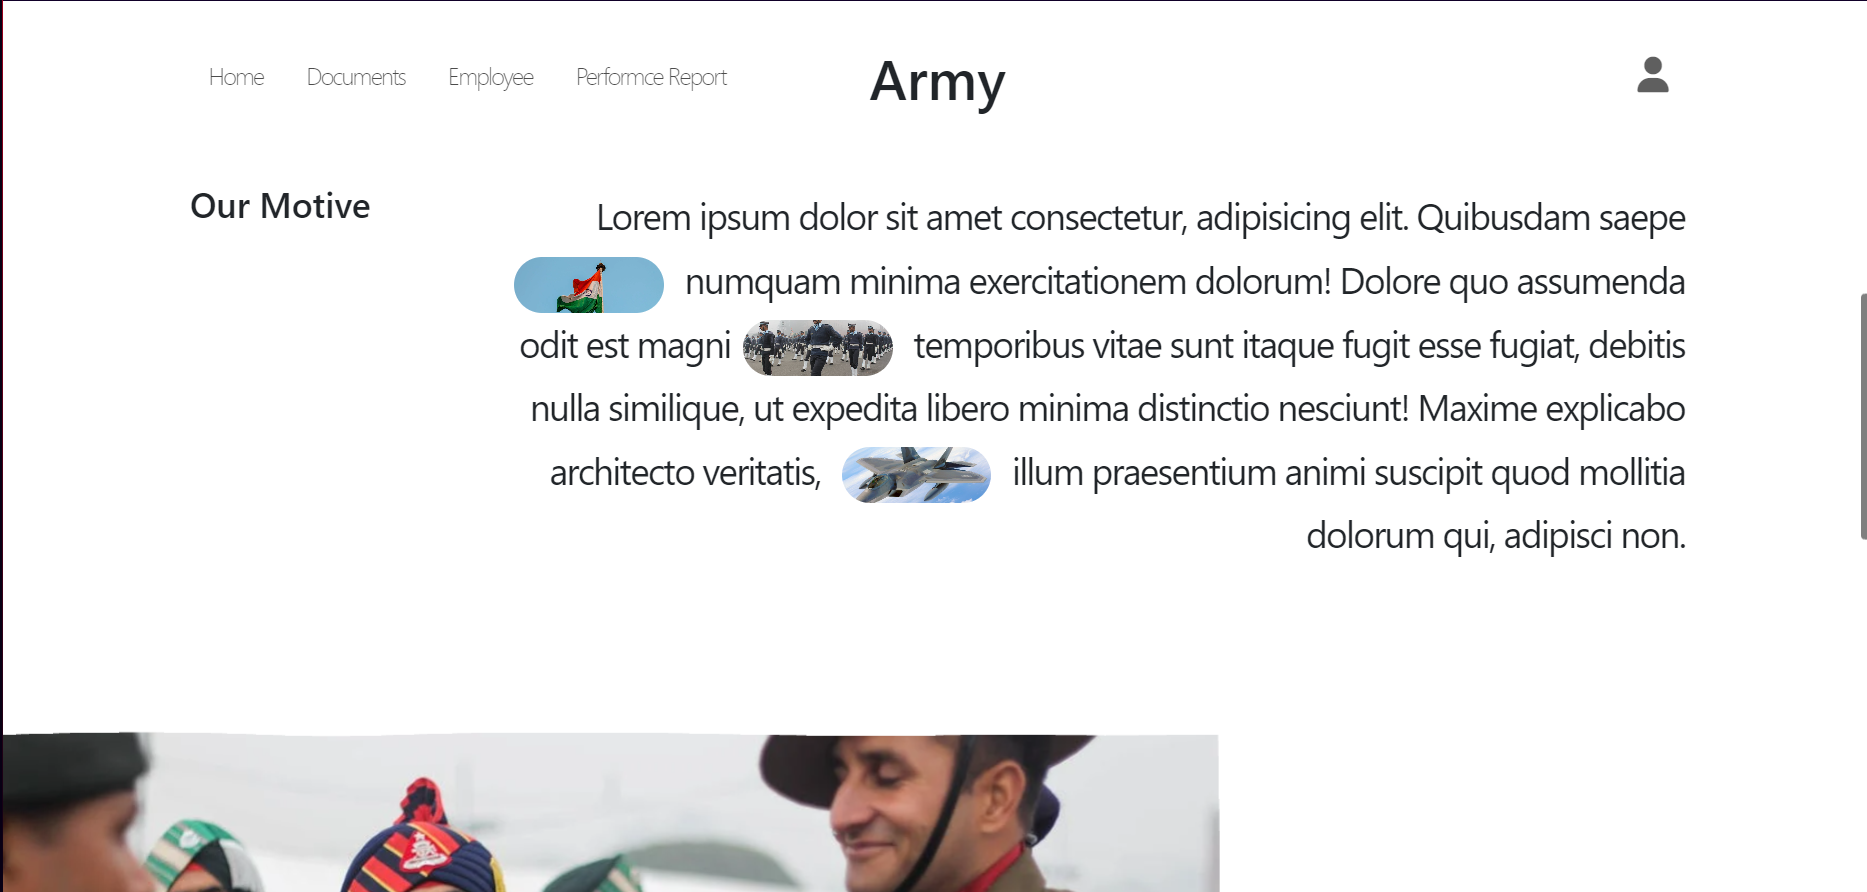 Home Documents Employee Performce Report Army
Our Motive
Lorem ipsum dolor sit amet consectetur, adipisicing elit. Quibusdam saepe
numquam minima exercitationem dolorum! Dolore quo assumenda
odit est magni temporibus vitae sunt itaque fugit esse fugiat, debitis
nulla similique, ut expedita libero minima distinctio nesciunt! Maxime explicabo
architecto veritatis, illum praesentium animi suscipit quod mollitia
dolorum qui, adipisci non.